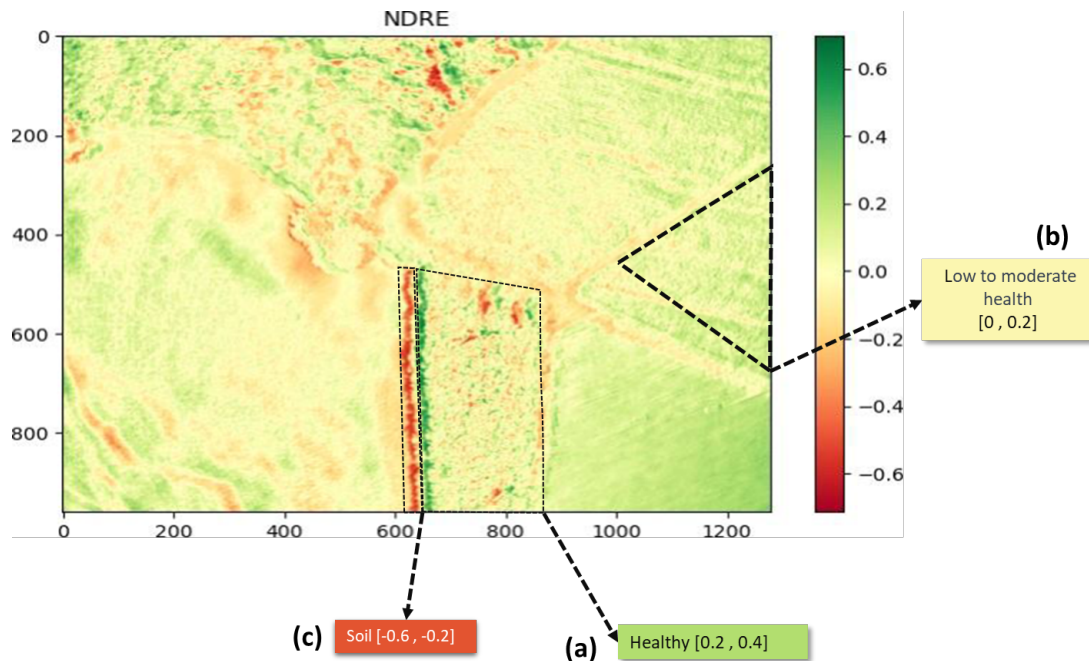 NDRE
0
200
400
600
800
0
200
400
600
800
1000
1200
0.6
0.4
0.2
0.0
−0.2
−0.4
−0.6
(b)
Low to moderate
health
[0 , 0.2]
(c)
Soil [-0.6 , -0.2]
(a)
Healthy [0.2 , 0.4]